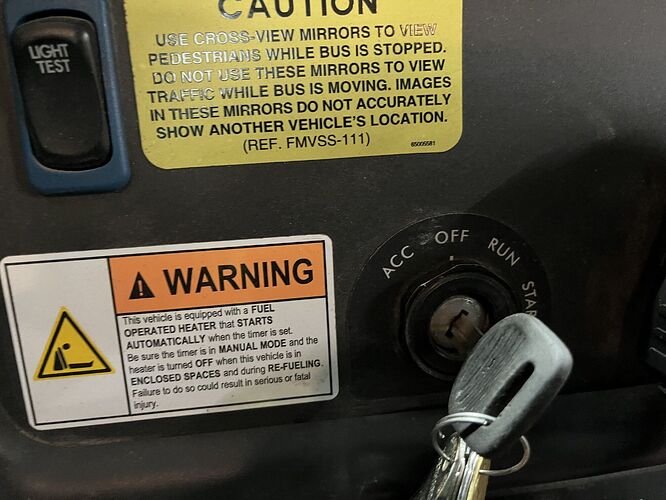 LIGHT
TEST
CAUTION
USE CROSS-VIEW MIRRORS TO VIEW
PEDESTRIANS WHILE BUS IS STOPPED.
DO NOT USE THESE MIRRORS TO VIEW
TRAFFIC WHILE BUS IS MOVING. IMAGES
IN THESE MIRRORS DO NOT ACCURATELY
SHOW ANOTHER VEHICLE'S LOCATION.
(REF. FMVSS-111)
65005581
WARNING
This vehicle is equipped with a FUEL
OPERATED HEATER that STARTS
AUTOMATICALLY when the timer is set.
Be sure the timer is in MANUAL MODE and the
heater is turned OFF when this vehicle is in
ENCLOSED SPACES and during RE-FUELING.
Failure to do so could result in serious or fatal
injury.
ACC OFF RUN STAR